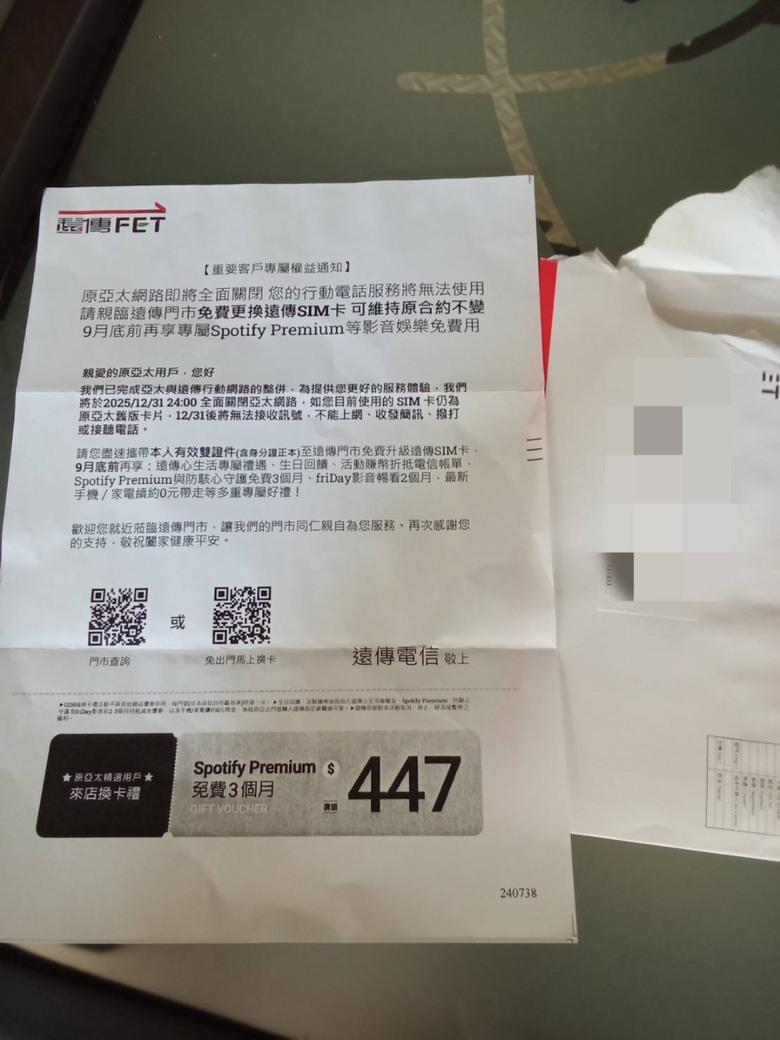 遠傳FET
【重要客戶專屬權益通知】
原亞太網路即將全面關閉 您的行動電話服務將無法使用
請親臨遠傳門市免費更換遠傳SIM卡 可維持原合約不變
9月底前再享專屬Spotify Premium等影音娛樂免費用
親愛的原亞太用戶，您好
我們已完成亞太與遠傳行動網路的整併，為提供您更好的服務體驗，我們
將於2025/12/31 24:00 全面關閉亞太網路，如您目前使用的 SIM 卡仍為
原亞太舊版卡片，12/31後將無法接收訊號，不能上網、收發簡訊、撥打
或接聽電話。
請您盡速攜帶本人有效雙證件(含身分證正本)至遠傳門市免費升級遠傳SIM卡，
9月底前再享：遠傳心生活專屬禮遇、生日回饋、活動賺幣折抵電信帳單，
Spotify Premium與防駭心守護免費3個月、friDay影音暢看2個月、最新
手機／家電續約0元帶走等多重專屬好禮！
歡迎您就近蒞臨遠傳門市，讓我們的門市同仁親自為您服務。再次感謝您
的支持，敬祝闔家健康平安。
或
門市查詢
免出門馬上換卡
遠傳電信 敬上
★原亞太精選用戶★
來店換卡禮
Spotify Premium
免費3個月
GIFT VOUCHER
價值
$447
240738